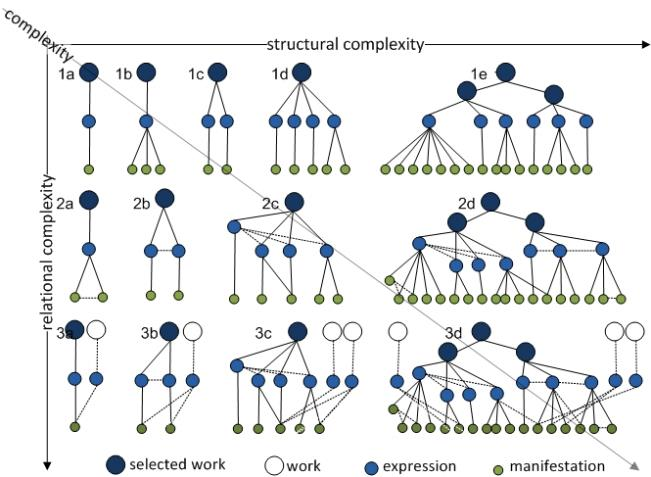 complexity
structural complexity
1a
1b
1c
1d
1e
relational complexity
2a
2b
2c
2d
3a
3b
3c
3d
selected work
work
expression
manifestation